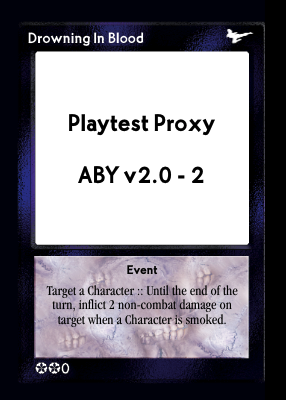 Drowning In Blood
Playtest Proxy
ABY v2.0 - 2
Event
Target a Character :: Until the end of the
turn, inflict 2 non-combat damage on
target when a Character is smoked.
0